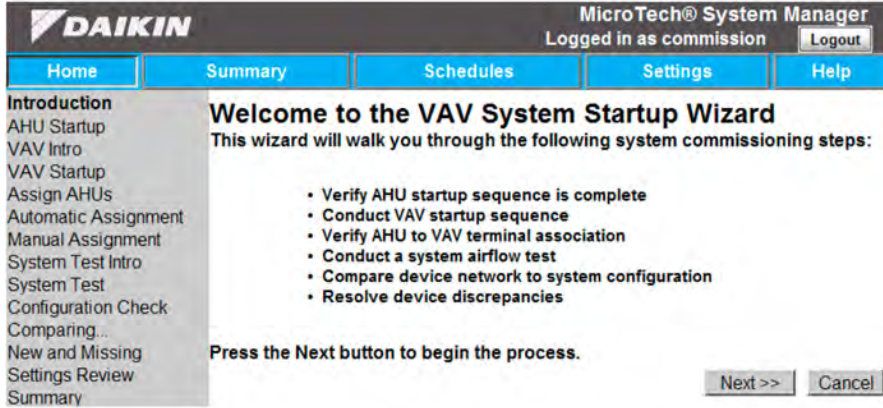 DAIKIN
MicroTech® System Manager
Logged in as commission Logout
Home Summary Schedules Settings Help
Introduction
AHU Startup
VAV Intro
VAV Startup
Assign AHUs
Automatic Assignment
Manual Assignment
System Test Intro
System Test
Configuration Check
Comparing...
New and Missing
Settings Review
Summary
Welcome to the VAV System Startup Wizard
This wizard will walk you through the following system commissioning steps:
• Verify AHU startup sequence is complete
• Conduct VAV startup sequence
• Verify AHU to VAV terminal association
• Conduct a system airflow test
• Compare device network to system configuration
• Resolve device discrepancies
Press the Next button to begin the process.
Next >> Cancel